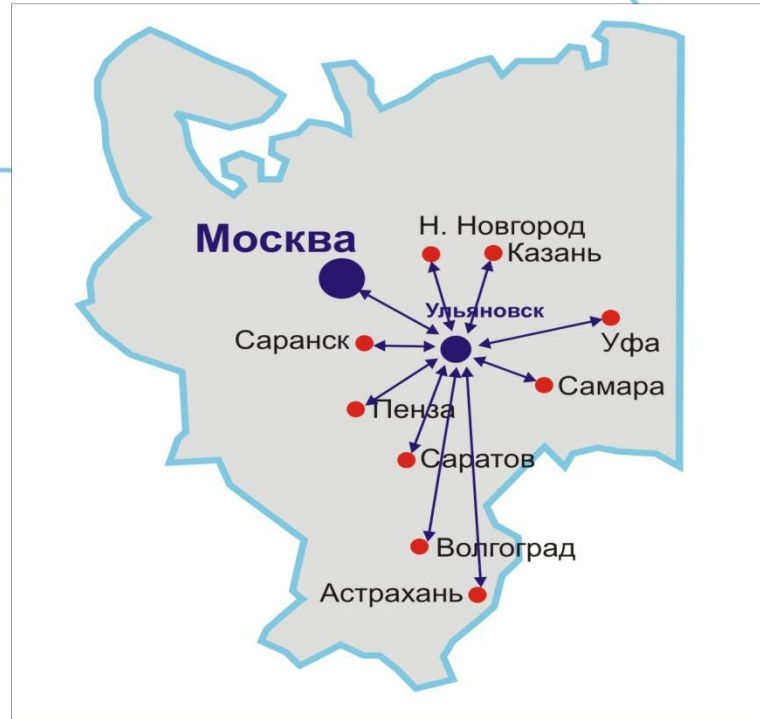 Н. Новгород
Москва
Казань
Ульяновск
Саранск
Уфа
Самара
Пенза
Саратов
Волгоград
Астрахань